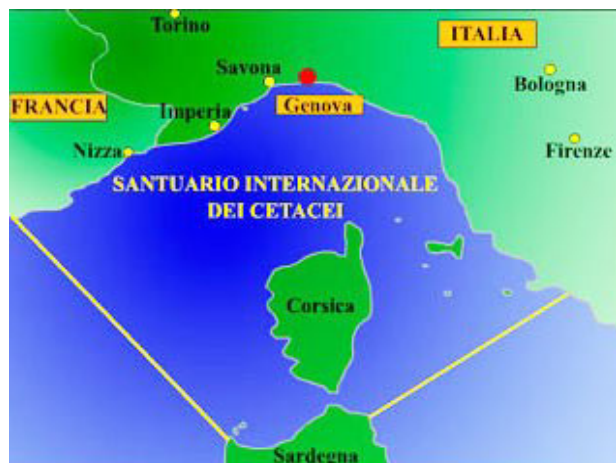 Torino
ITALIA
Savona
Bologna
FRANCIA
Imperia
Genova
Nizza
Firenze
SANTUARIO INTERNAZIONALE
DEI CETACEI
Corsica
Sardegna